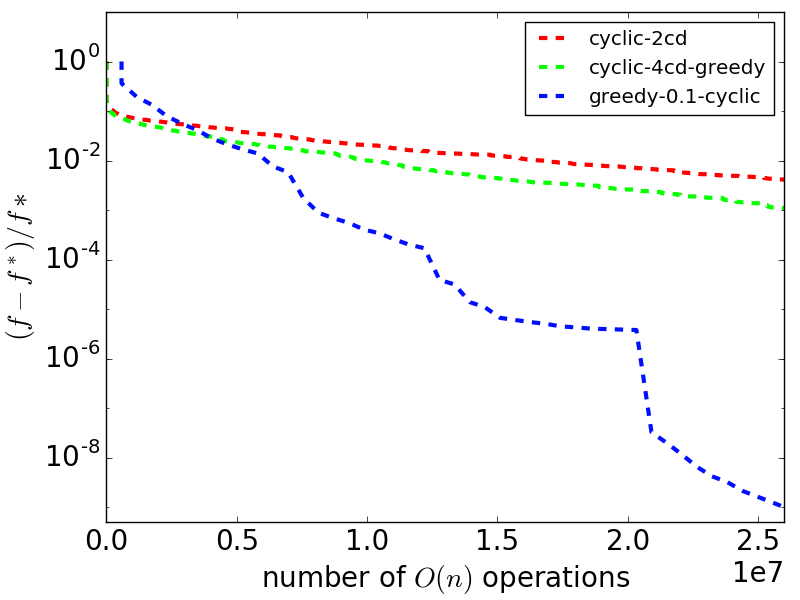 cyclic-2cd
cyclic-4cd-greedy
greedy-0.1-cyclic
10^0
10^-2
10^-4
10^-6
10^-8
(f − f*)/f*
0.0 0.5 1.0 1.5 2.0 2.5
1e7
number of O(n) operations